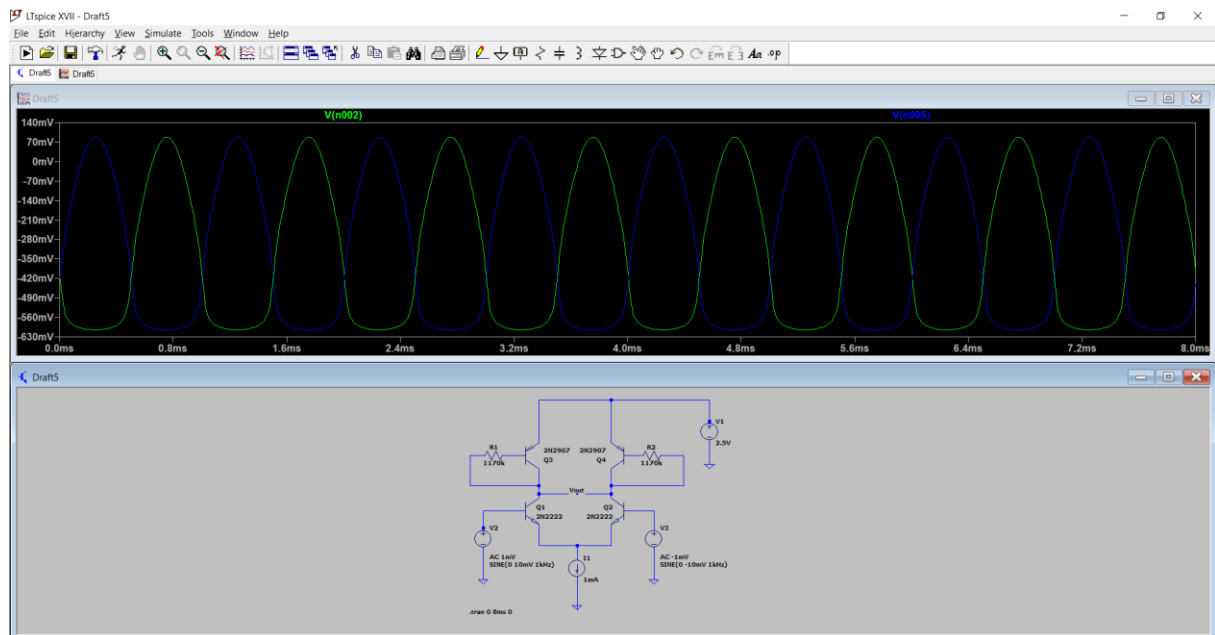 LTspice XVII - Draft5
File Edit Hierarchy View Simulate Tools Window Help
Aa .op
Draft5 Draft5
Draft5
V(n002) V(n005)
140mV
70mV
0mV
-70mV
-140mV
-210mV
-280mV
-350mV
-420mV
-490mV
-560mV
-630mV
0.0ms 0.8ms 1.6ms 2.4ms 3.2ms 4.0ms 4.8ms 5.6ms 6.4ms 7.2ms 8.0ms
Draft5
V1
2.5V
R1 2N2907 2N2907 R2
1170k Q3 Q4 1170k
Vout
Q1 Q2
2N2222 2N2222
V2 V3
AC 1mV I1 AC -1mV
SINE(0 10mV 1kHz) SINE(0 -10mV 1kHz)
1mA
.tran 0 8ms 0